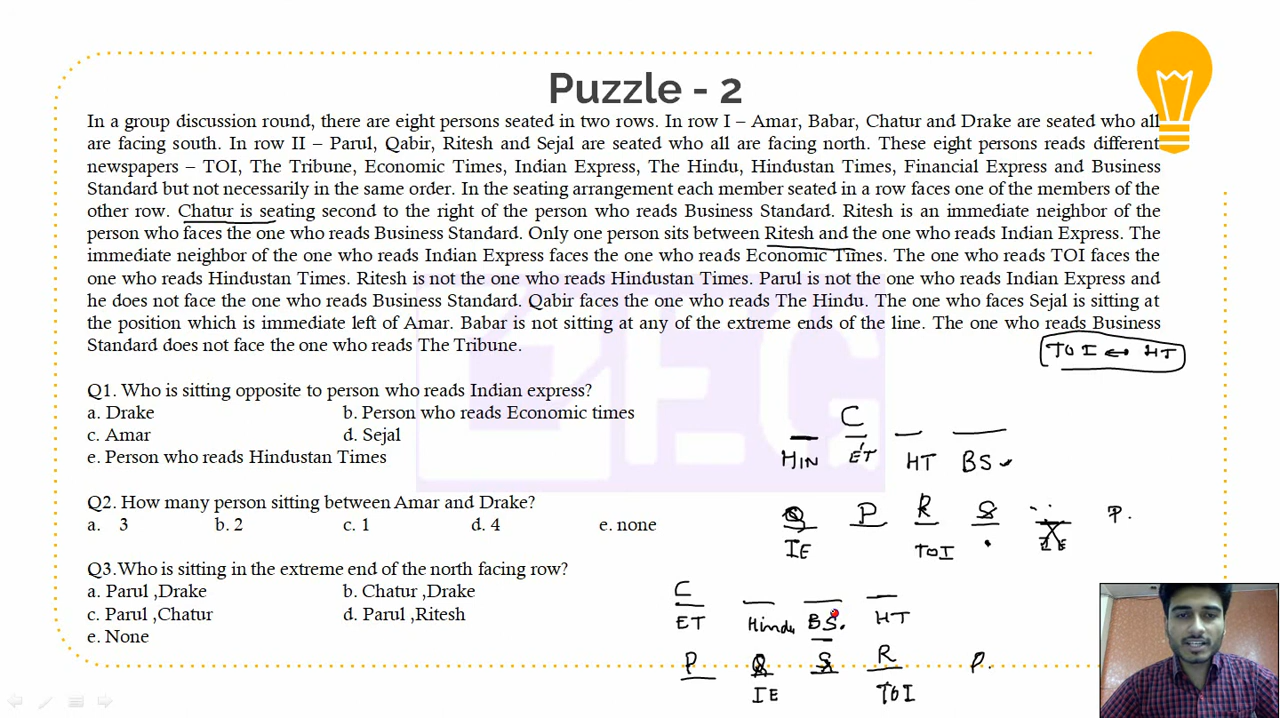 Puzzle - 2
In a group discussion round, there are eight persons seated in two rows. In row I – Amar, Babar, Chatur and Drake are seated who all
are facing south. In row II – Parul, Qabir, Ritesh and Sejal are seated who all are facing north. These eight persons reads different
newspapers – TOI, The Tribune, Economic Times, Indian Express, The Hindu, Hindustan Times, Financial Express and Business
Standard but not necessarily in the same order. In the seating arrangement each member seated in a row faces one of the members of the
other row. Chatur is seating second to the right of the person who reads Business Standard. Ritesh is an immediate neighbor of the
person who faces the one who reads Business Standard. Only one person sits between Ritesh and the one who reads Indian Express. The
immediate neighbor of the one who reads Indian Express faces the one who reads Economic Times. The one who reads TOI faces the
one who reads Hindustan Times. Ritesh is not the one who reads Hindustan Times. Parul is not the one who reads Indian Express and
he does not face the one who reads Business Standard. Qabir faces the one who reads The Hindu. The one who faces Sejal is sitting at
the position which is immediate left of Amar. Babar is not sitting at any of the extreme ends of the line. The one who reads Business
Standard does not face the one who reads The Tribune.
TOI ↔ HT
Q1. Who is sitting opposite to person who reads Indian express?
a. Drake b. Person who reads Economic times
c. Amar d. Sejal
e. Person who reads Hindustan Times
Q2. How many person sitting between Amar and Drake?
a. 3 b. 2 c. 1 d. 4 e. none
Q3.Who is sitting in the extreme end of the north facing row?
a. Parul ,Drake b. Chatur ,Drake
c. Parul ,Chatur d. Parul ,Ritesh
e. None
C
HIN ET HT BS
Q P R S P.
IE TOI IE
C
ET Hindu BS. HT
P Q S R P.
IE TOI